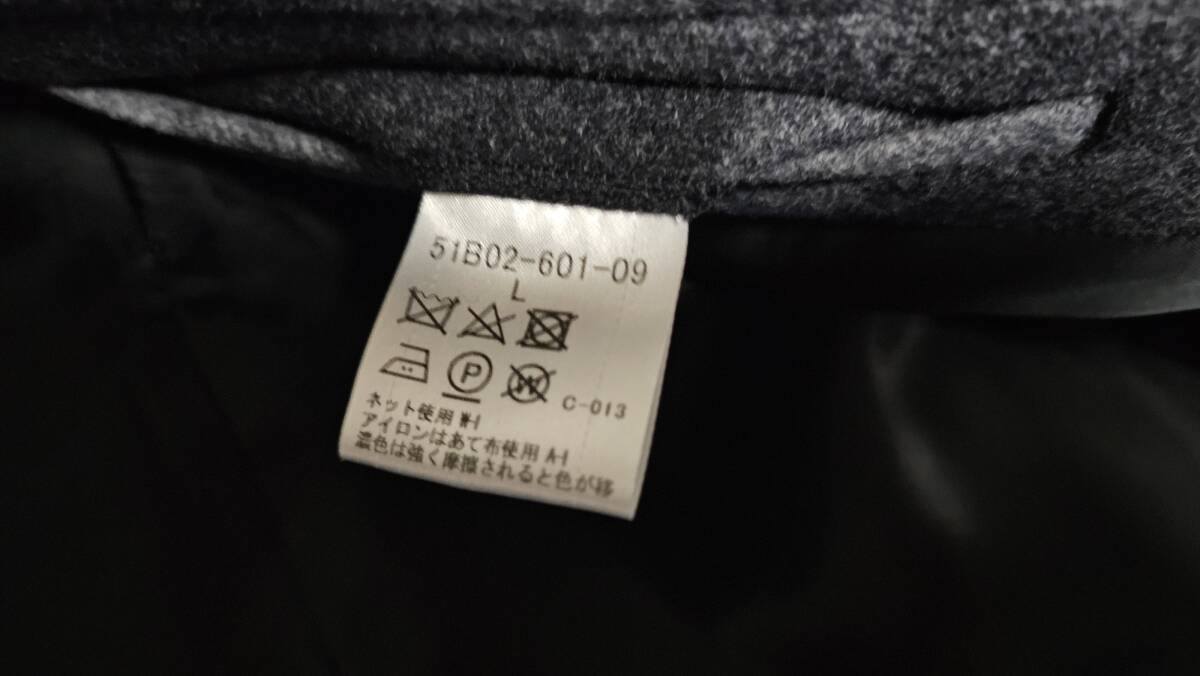 51B02-601-09
L
P W C-013
ネット使用 W-I
アイロンはあて布使用 A-I
濃色は強く摩擦されると色が移